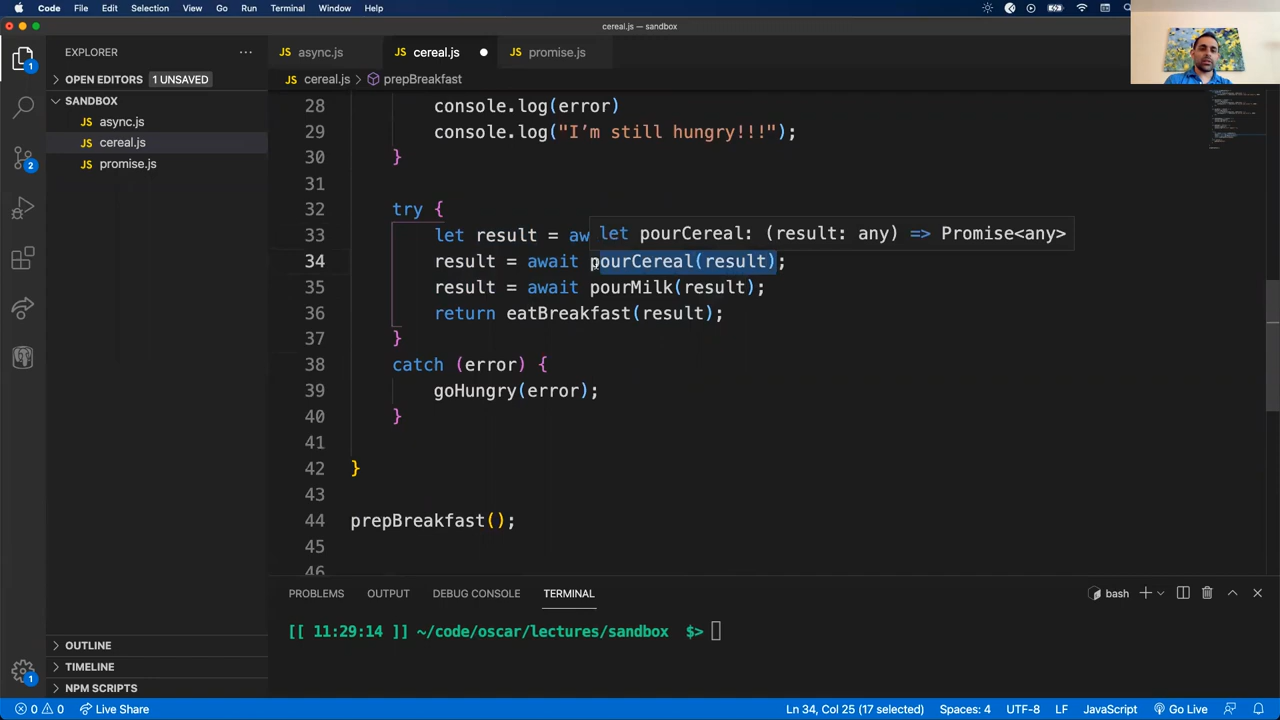 Code File Edit Selection View Go Run Terminal Window Help
cereal.js — sandbox
EXPLORER
JS async.js
JS cereal.js
JS promise.js
OPEN EDITORS 1 UNSAVED
JS cereal.js > prepBreakfast
SANDBOX
JS async.js
JS cereal.js
JS promise.js
28 console.log(error)
29 console.log("I'm still hungry!!!");
30 }
31
32 try {
let pourCereal: (result: any) => Promise<any>
33 let result = aw
34 result = await pourCereal(result);
35 result = await pourMilk(result);
36 return eatBreakfast(result);
37 }
38 catch (error) {
39 goHungry(error);
40 }
41
42 }
43
44 prepBreakfast();
45
46
PROBLEMS OUTPUT DEBUG CONSOLE TERMINAL
bash
[[ 11:29:14 ]] ~/code/oscar/lectures/sandbox $>
OUTLINE
TIMELINE
NPM SCRIPTS
1
2
1
0 0 Live Share
Ln 34, Col 25 (17 selected) Spaces: 4 UTF-8 LF JavaScript Go Live